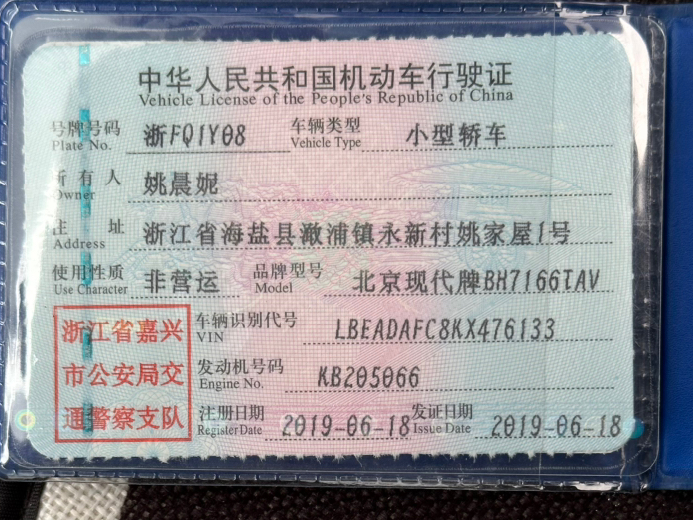 中华人民共和国机动车行驶证
Vehicle License of the People's Republic of China
号牌号码 浙FQ1Y08 车辆类型 小型轿车
Plate No. Vehicle Type
所有人 姚晨妮
Owner
住址 浙江省海盐县澉浦镇永新村姚家屋1号
Address
使用性质 非营运 品牌型号 北京现代牌BH7166TAV
Use Character Model
浙江省嘉兴
市公安局交
通警察支队
车辆识别代号 LBEADAFC8KX476133
VIN
发动机号码 KB205066
Engine No.
注册日期 2019-06-18 发证日期 2019-06-18
Register Date Issue Date